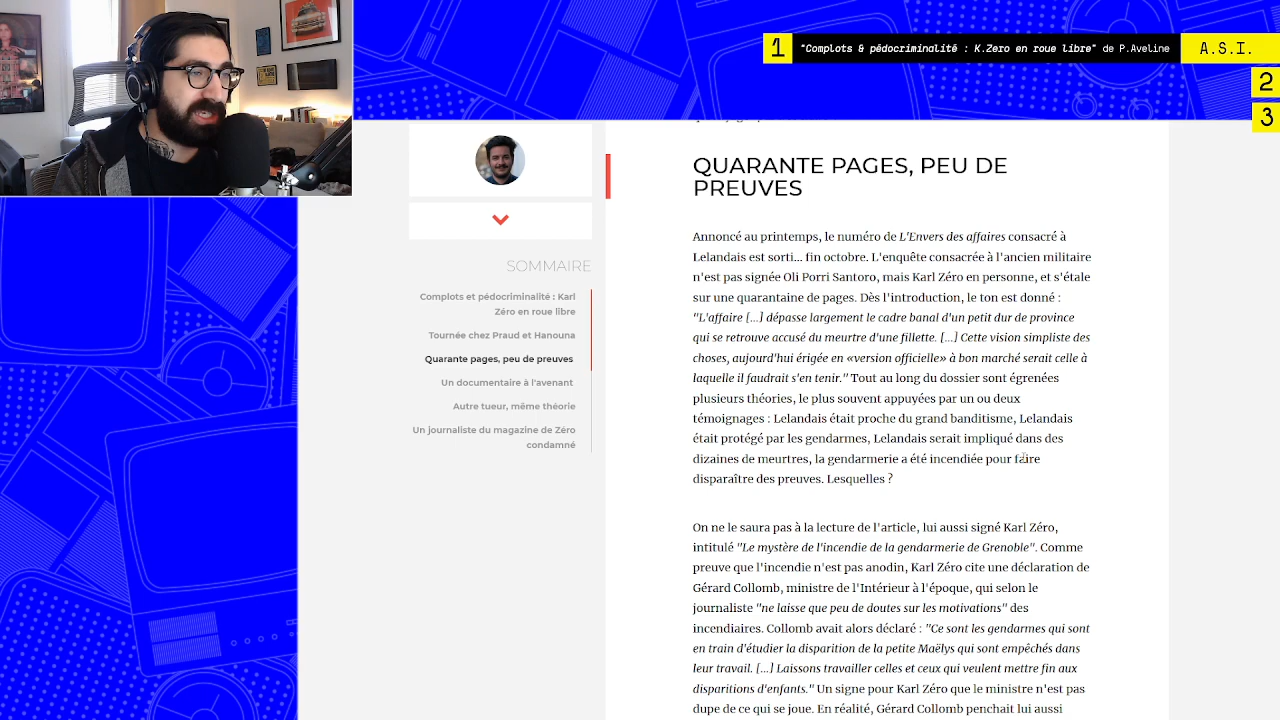 1 "Complots & pédocriminalité : K.Zero en roue libre" de P.Aveline A.S.I.
2
3
QUARANTE PAGES, PEU DE
PREUVES
SOMMAIRE
Complots et pédocriminalité : Karl
Zéro en roue libre
Tournée chez Praud et Hanouna
Quarante pages, peu de preuves
Un documentaire à l'avenant
Autre tueur, même théorie
Un journaliste du magazine de Zéro
condamné
Annoncé au printemps, le numéro de L'Envers des affaires consacré à
Lelandais est sorti... fin octobre. L'enquête consacrée à l'ancien militaire
n'est pas signée Oli Porri Santoro, mais Karl Zéro en personne, et s'étale
sur une quarantaine de pages. Dès l'introduction, le ton est donné :
"L'affaire [...] dépasse largement le cadre banal d'un petit dur de province
qui se retrouve accusé du meurtre d'une fillette. [...] Cette vision simpliste des
choses, aujourd'hui érigée en «version officielle» à bon marché serait celle à
laquelle il faudrait s'en tenir." Tout au long du dossier sont égrenées
plusieurs théories, le plus souvent appuyées par un ou deux
témoignages : Lelandais était proche du grand banditisme, Lelandais
était protégé par les gendarmes, Lelandais serait impliqué dans des
dizaines de meurtres, la gendarmerie a été incendiée pour faire
disparaître des preuves. Lesquelles ?
On ne le saura pas à la lecture de l'article, lui aussi signé Karl Zéro,
intitulé "Le mystère de l'incendie de la gendarmerie de Grenoble". Comme
preuve que l'incendie n'est pas anodin, Karl Zéro cite une déclaration de
Gérard Collomb, ministre de l'Intérieur à l'époque, qui selon le
journaliste "ne laisse que peu de doutes sur les motivations" des
incendiaires. Collomb avait alors déclaré : "Ce sont les gendarmes qui sont
en train d'étudier la disparition de la petite Maëlys qui sont empêchés dans
leur travail. [...] Laissons travailler celles et ceux qui veulent mettre fin aux
disparitions d'enfants." Un signe pour Karl Zéro que le ministre n'est pas
dupe de ce qui se joue. En réalité, Gérard Collomb penchait lui aussi